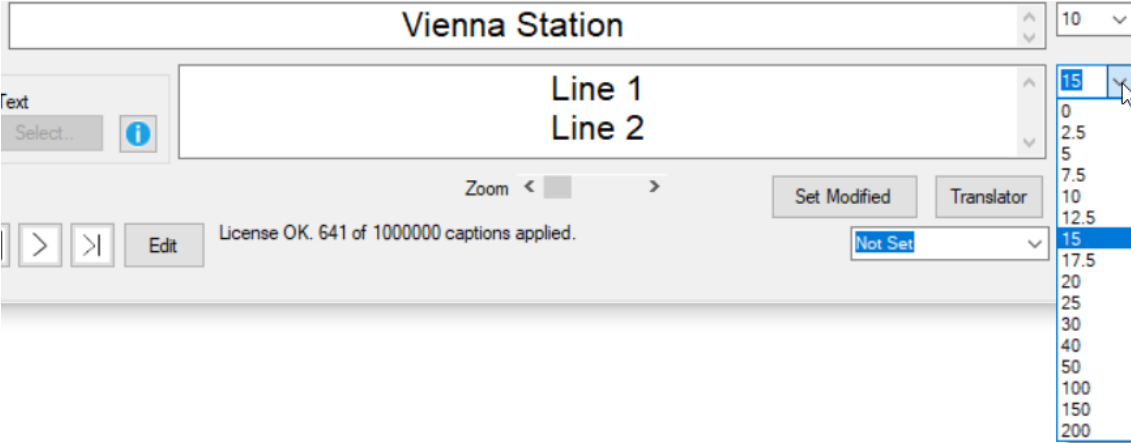 Vienna Station
10
Text
Select..
Line 1
Line 2
15
0
2.5
5
7.5
10
12.5
15
17.5
20
25
30
40
50
100
150
200
Zoom
Set Modified
Translator
Edit
License OK. 641 of 1000000 captions applied.
Not Set